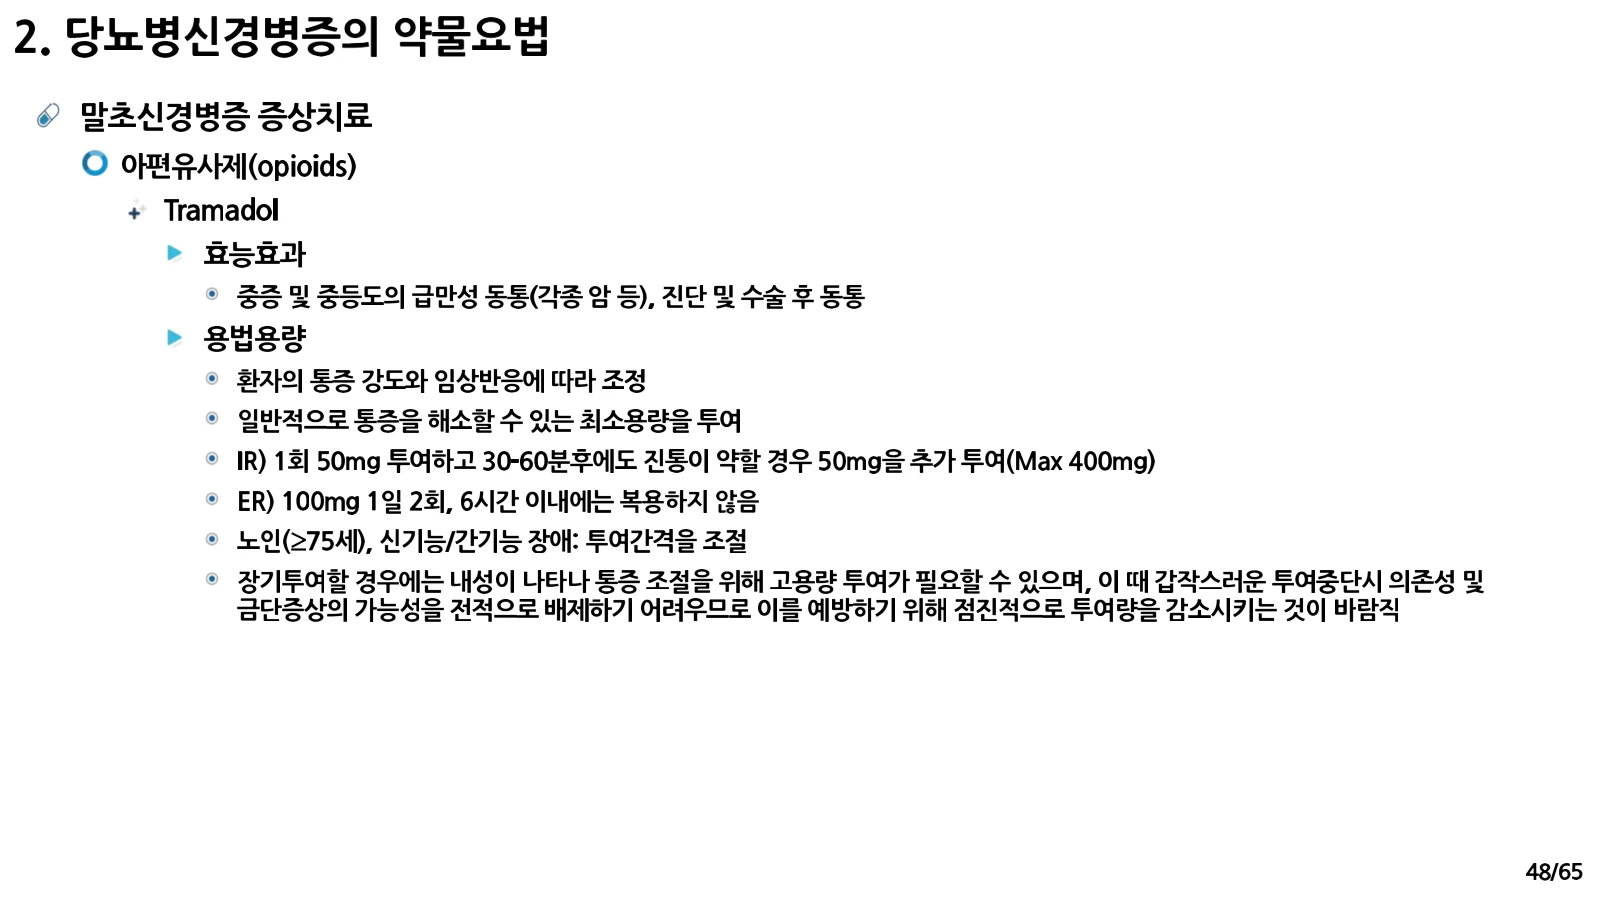 2. 당뇨병신경병증의 약물요법
말초신경병증 증상치료
아편유사제(opioids)
Tramadol
효능효과
중증 및 중등도의 급만성 동통(각종 암 등), 진단 및 수술 후 동통
용법용량
환자의 통증 강도와 임상반응에 따라 조정
일반적으로 통증을 해소할 수 있는 최소용량을 투여
IR) 1회 50mg 투여하고 30-60분후에도 진통이 약할 경우 50mg을 추가 투여(Max 400mg)
ER) 100mg 1일 2회, 6시간 이내에는 복용하지 않음
노인(≥75세), 신기능/간기능 장애: 투여간격을 조절
장기투여할 경우에는 내성이 나타나 통증 조절을 위해 고용량 투여가 필요할 수 있으며, 이 때 갑작스러운 투여중단시 의존성 및
금단증상의 가능성을 전적으로 배제하기 어려우므로 이를 예방하기 위해 점진적으로 투여량을 감소시키는 것이 바람직
48/65